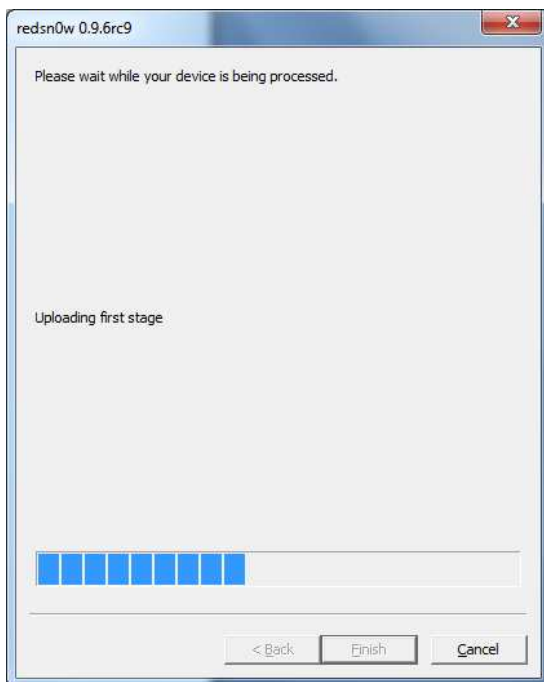 redsn0w 0.9.6rc9
Please wait while your device is being processed.
Uploading first stage
< Back Finish Cancel